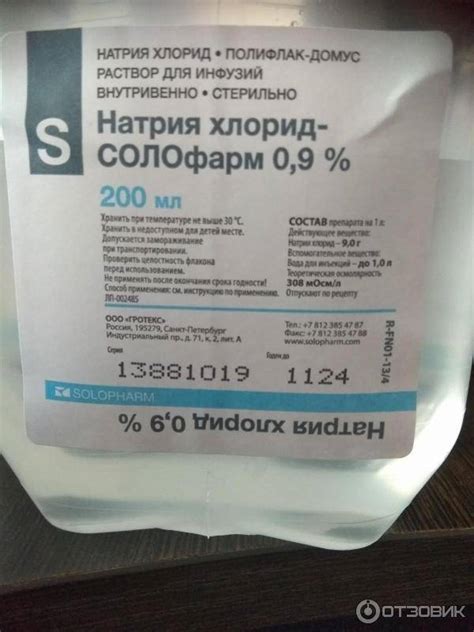 НАТРИЯ ХЛОРИД • ПОЛИФЛАК-ДОМУС
РАСТВОР ДЛЯ ИНФУЗИЙ
ВНУТРИВЕННО • СТЕРИЛЬНО
S
Натрия хлорид-
СОЛОфарм 0,9 %
200 мл
Хранить при температуре не выше 30 °C.
Хранить в недоступном для детей месте.
Допускается замораживание
при транспортировании.
Проверить целостность флакона
перед использованием.
Не применять после окончания срока годности!
Способ применения: см. инструкцию по применению.
ЛП-002485
СОСТАВ препарата на 1 л:
Действующее вещество:
Натрия хлорид – 9,0 г
Вспомогательное вещество:
Вода для инъекций – до 1,0 л
Теоретическая осмолярность:
308 мОсм/л
Отпускают по рецепту
ООО "ГРОТЕКС"
Россия, 195279, Санкт-Петербург
Индустриальный пр., д. 71, к. 2, лит. А
Тел.: +7 812 385 47 87
Факс: +7 812 385 47 88
www.solopharm.com
R-FN01-13/4
Серия
13881019
Годен до
1124
SOLOPHARM
Натрия хлорид 0,9 %
ОТЗОВИК